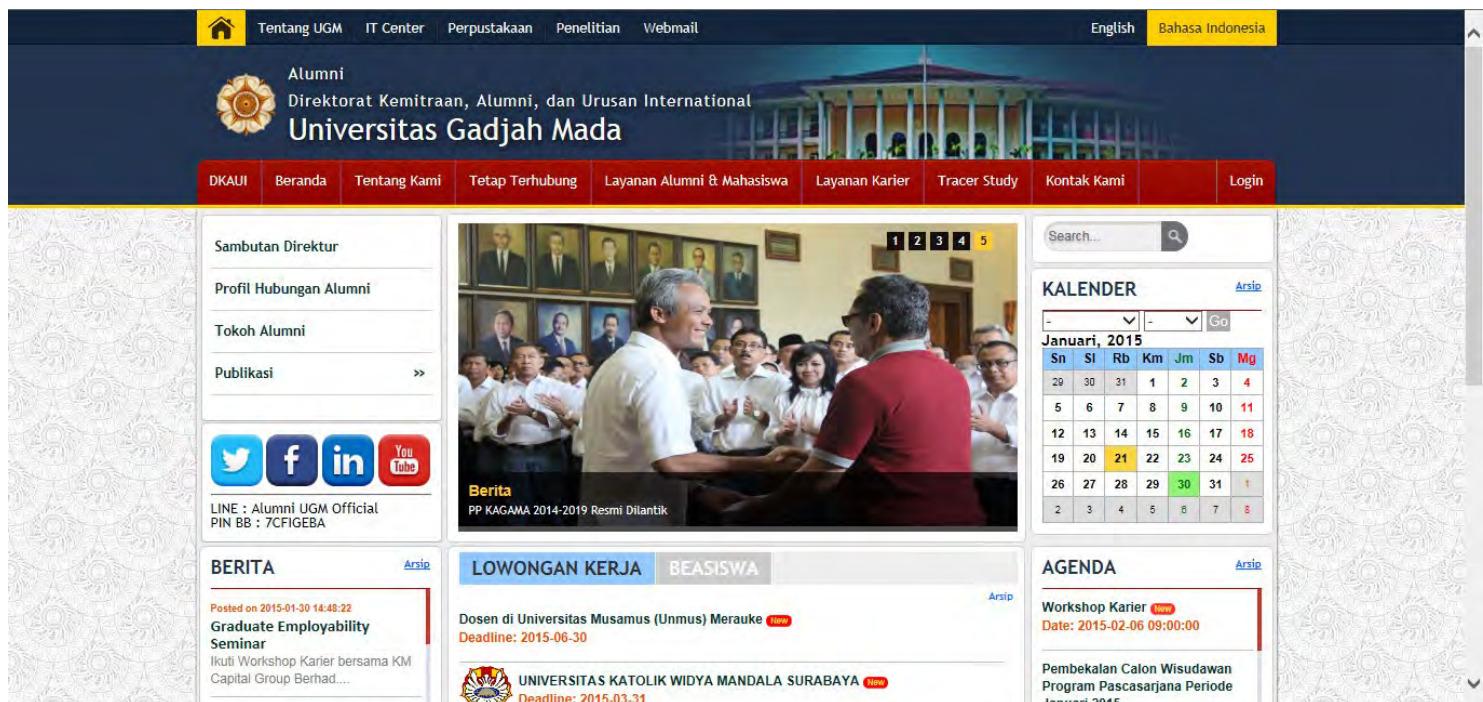 Tentang UGM IT Center Perpustakaan Penelitian Webmail English Bahasa Indonesia
Alumni
Direktorat Kemitraan, Alumni, dan Urusan International
Universitas Gadjah Mada
DKAUI Beranda Tentang Kami Tetap Terhubung Layanan Alumni & Mahasiswa Layanan Karier Tracer Study Kontak Kami Login
Sambutan Direktur
Profil Hubungan Alumni
Tokoh Alumni
Publikasi »
You
Tube
LINE : Alumni UGM Official
PIN BB : 7CFIGEBA
1 2 3 4 5
Berita
PP KAGAMA 2014-2019 Resmi Dilantik
Search...
KALENDER Arsip
- - Go
Januari, 2015
Sn Sl Rb Km Jm Sb Mg
29 30 31 1 2 3 4
5 6 7 8 9 10 11
12 13 14 15 16 17 18
19 20 21 22 23 24 25
26 27 28 29 30 31 1
2 3 4 5 6 7 8
BERITA Arsip
Posted on 2015-01-30 14:48:22
Graduate Employability
Seminar
Ikuti Workshop Karier bersama KM
Capital Group Berhad....
LOWONGAN KERJA BEASISWA
Arsip
Dosen di Universitas Musamus (Unmus) Merauke New
Deadline: 2015-06-30
UNIVERSITAS KATOLIK WIDYA MANDALA SURABAYA New
Deadline: 2015-03-31
AGENDA Arsip
Workshop Karier New
Date: 2015-02-06 09:00:00
Pembekalan Calon Wisudawan
Program Pascasarjana Periode
Januari 2015